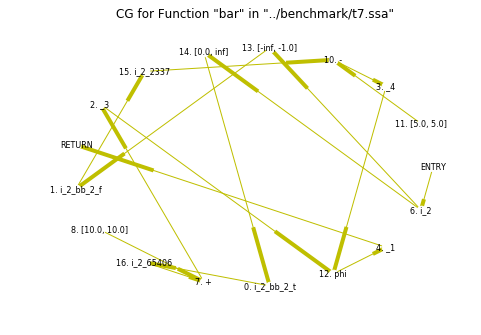 CG for Function "bar" in "../benchmark/t7.ssa"
13. [-inf, -1.0]
14. [0.0, inf]
10. -
15. i_2_2337
3. _4
2. _3
11. [5.0, 5.0]
RETURN
ENTRY
1. i_2_bb_2_f
6. i_2
8. [10.0, 10.0]
4. _1
16. i_2_65406
12. phi
7. +
0. i_2_bb_2_t